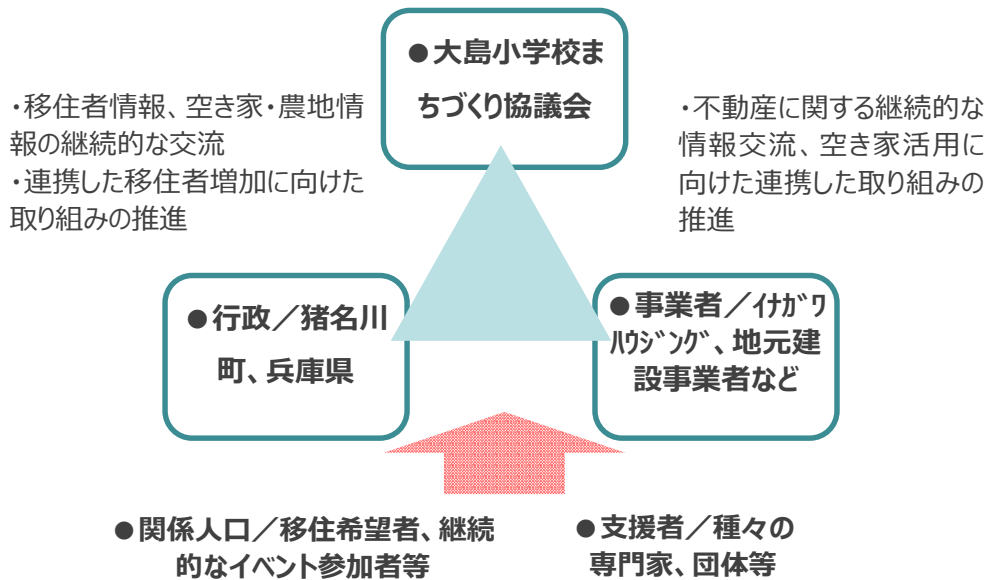 ●大島小学校ま
ちづくり協議会
・移住者情報、空き家・農地情
報の継続的な交流
・連携した移住者増加に向けた
取り組みの推進
・不動産に関する継続的な
情報交流、空き家活用に
向けた連携した取り組みの
推進
●行政／猪名川
町、兵庫県
●事業者／ｲﾅｶﾞﾜ
ﾊｳｼﾞﾝｸﾞ、地元建
設事業者など
●関係人口／移住希望者、継続
的なイベント参加者等
●支援者／種々の
専門家、団体等